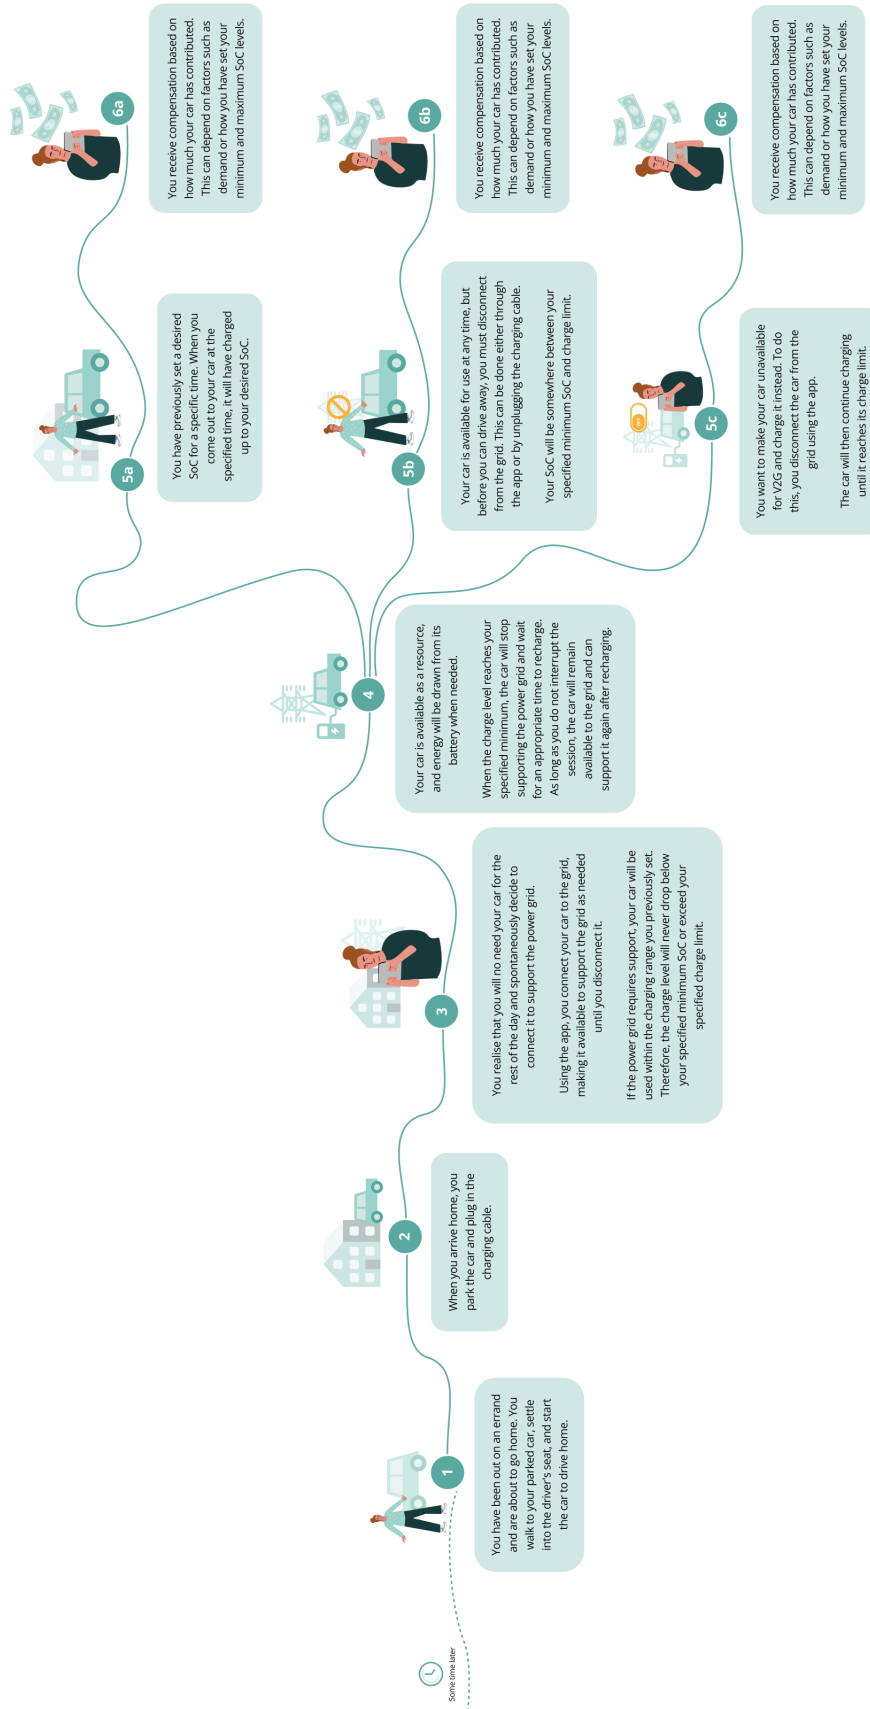 Some time later
1
You have been out on an errand
and are about to go home. You
walk to your parked car, settle
into the driver's seat, and start
the car to drive home.
2
When you arrive home, you
park the car and plug in the
charging cable.
3
You realise that you will no need your car for the
rest of the day and spontaneously decide to
connect it to support the power grid.
Using the app, you connect your car to the grid,
making it available to support the grid as needed
until you disconnect it.
If the power grid requires support, your car will be
used within the charging range you previously set.
Therefore, the charge level will never drop below
your specified minimum SoC or exceed your
specified charge limit.
4
Your car is available as a resource,
and energy will be drawn from its
battery when needed.
When the charge level reaches your
specified minimum, the car will stop
supporting the power grid and wait
for an appropriate time to recharge.
As long as you do not interrupt the
session, the car will remain
available to the grid and can
support it again after recharging.
5a
You have previously set a desired
SoC for a specific time. When you
come out to your car at the
specified time, it will have charged
up to your desired SoC.
6a
You receive compensation based on
how much your car has contributed.
This can depend on factors such as
demand or how you have set your
minimum and maximum SoC levels.
5b
Your car is available for use at any time, but
before you can drive away, you must disconnect
from the grid. This can be done either through
the app or by unplugging the charging cable.
Your SoC will be somewhere between your
specified minimum SoC and charge limit.
6b
You receive compensation based on
how much your car has contributed.
This can depend on factors such as
demand or how you have set your
minimum and maximum SoC levels.
OFF
5c
You want to make your car unavailable
for V2G and charge it instead. To do
this, you disconnect the car from the
grid using the app.
The car will then continue charging
until it reaches its charge limit.
6c
You receive compensation based on
how much your car has contributed.
This can depend on factors such as
demand or how you have set your
minimum and maximum SoC levels.